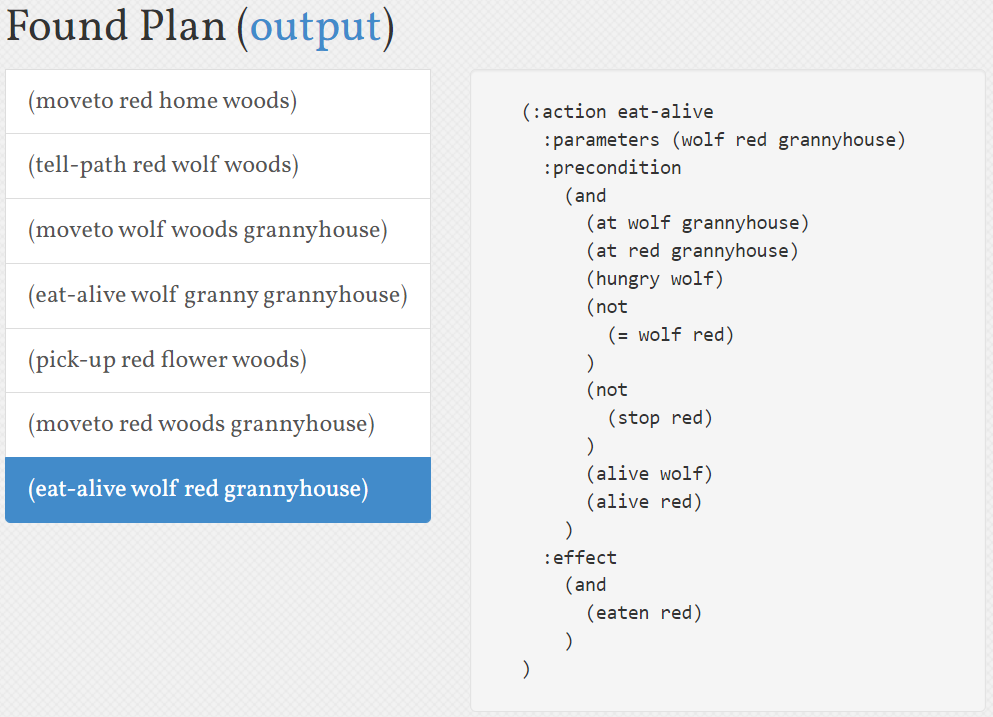 Found Plan (output)
(moveto red home woods)
(tell-path red wolf woods)
(moveto wolf woods grannyhouse)
(eat-alive wolf granny grannyhouse)
(pick-up red flower woods)
(moveto red woods grannyhouse)
(eat-alive wolf red grannyhouse)
(:action eat-alive
:parameters (wolf red grannyhouse)
:precondition
(and
(at wolf grannyhouse)
(at red grannyhouse)
(hungry wolf)
(not
(= wolf red)
)
(not
(stop red)
)
(alive wolf)
(alive red)
)
:effect
(and
(eaten red)
)
)